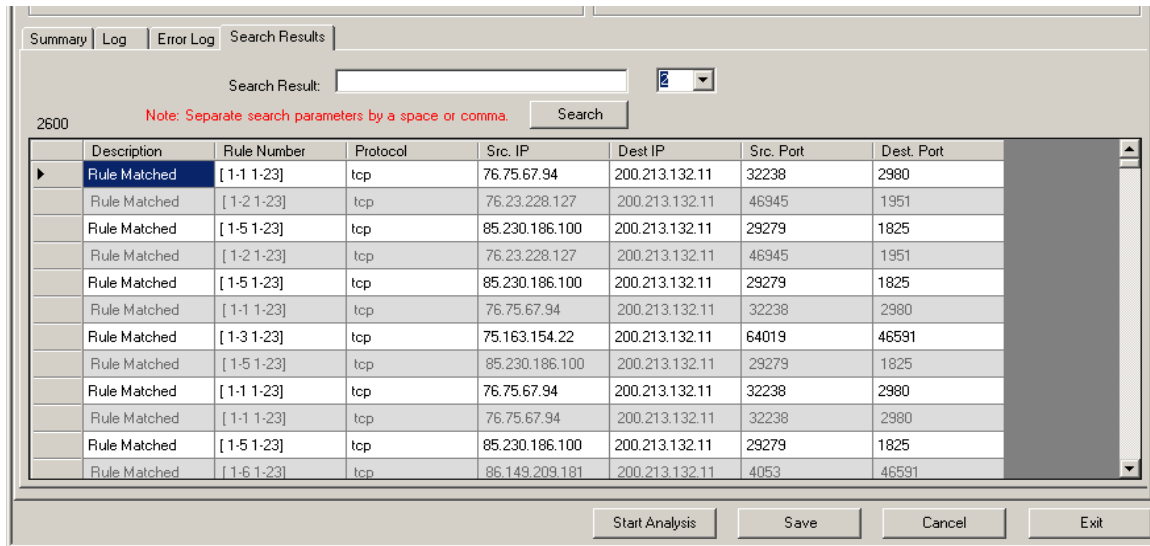 Summary Log Error Log Search Results
Search Result: 2
Note: Separate search parameters by a space or comma. Search
2600
Description Rule Number Protocol Src. IP Dest IP Src. Port Dest. Port
Rule Matched [ 1-1 1-23] tcp 76.75.67.94 200.213.132.11 32238 2980
Rule Matched [ 1-2 1-23] tcp 76.23.228.127 200.213.132.11 46945 1951
Rule Matched [ 1-5 1-23] tcp 85.230.186.100 200.213.132.11 29279 1825
Rule Matched [ 1-2 1-23] tcp 76.23.228.127 200.213.132.11 46945 1951
Rule Matched [ 1-5 1-23] tcp 85.230.186.100 200.213.132.11 29279 1825
Rule Matched [ 1-1 1-23] tcp 76.75.67.94 200.213.132.11 32238 2980
Rule Matched [ 1-3 1-23] tcp 75.163.154.22 200.213.132.11 64019 46591
Rule Matched [ 1-5 1-23] tcp 85.230.186.100 200.213.132.11 29279 1825
Rule Matched [ 1-1 1-23] tcp 76.75.67.94 200.213.132.11 32238 2980
Rule Matched [ 1-1 1-23] tcp 76.75.67.94 200.213.132.11 32238 2980
Rule Matched [ 1-5 1-23] tcp 85.230.186.100 200.213.132.11 29279 1825
Rule Matched [ 1-6 1-23] tcp 86.149.209.181 200.213.132.11 4053 46591
Start Analysis Save Cancel Exit